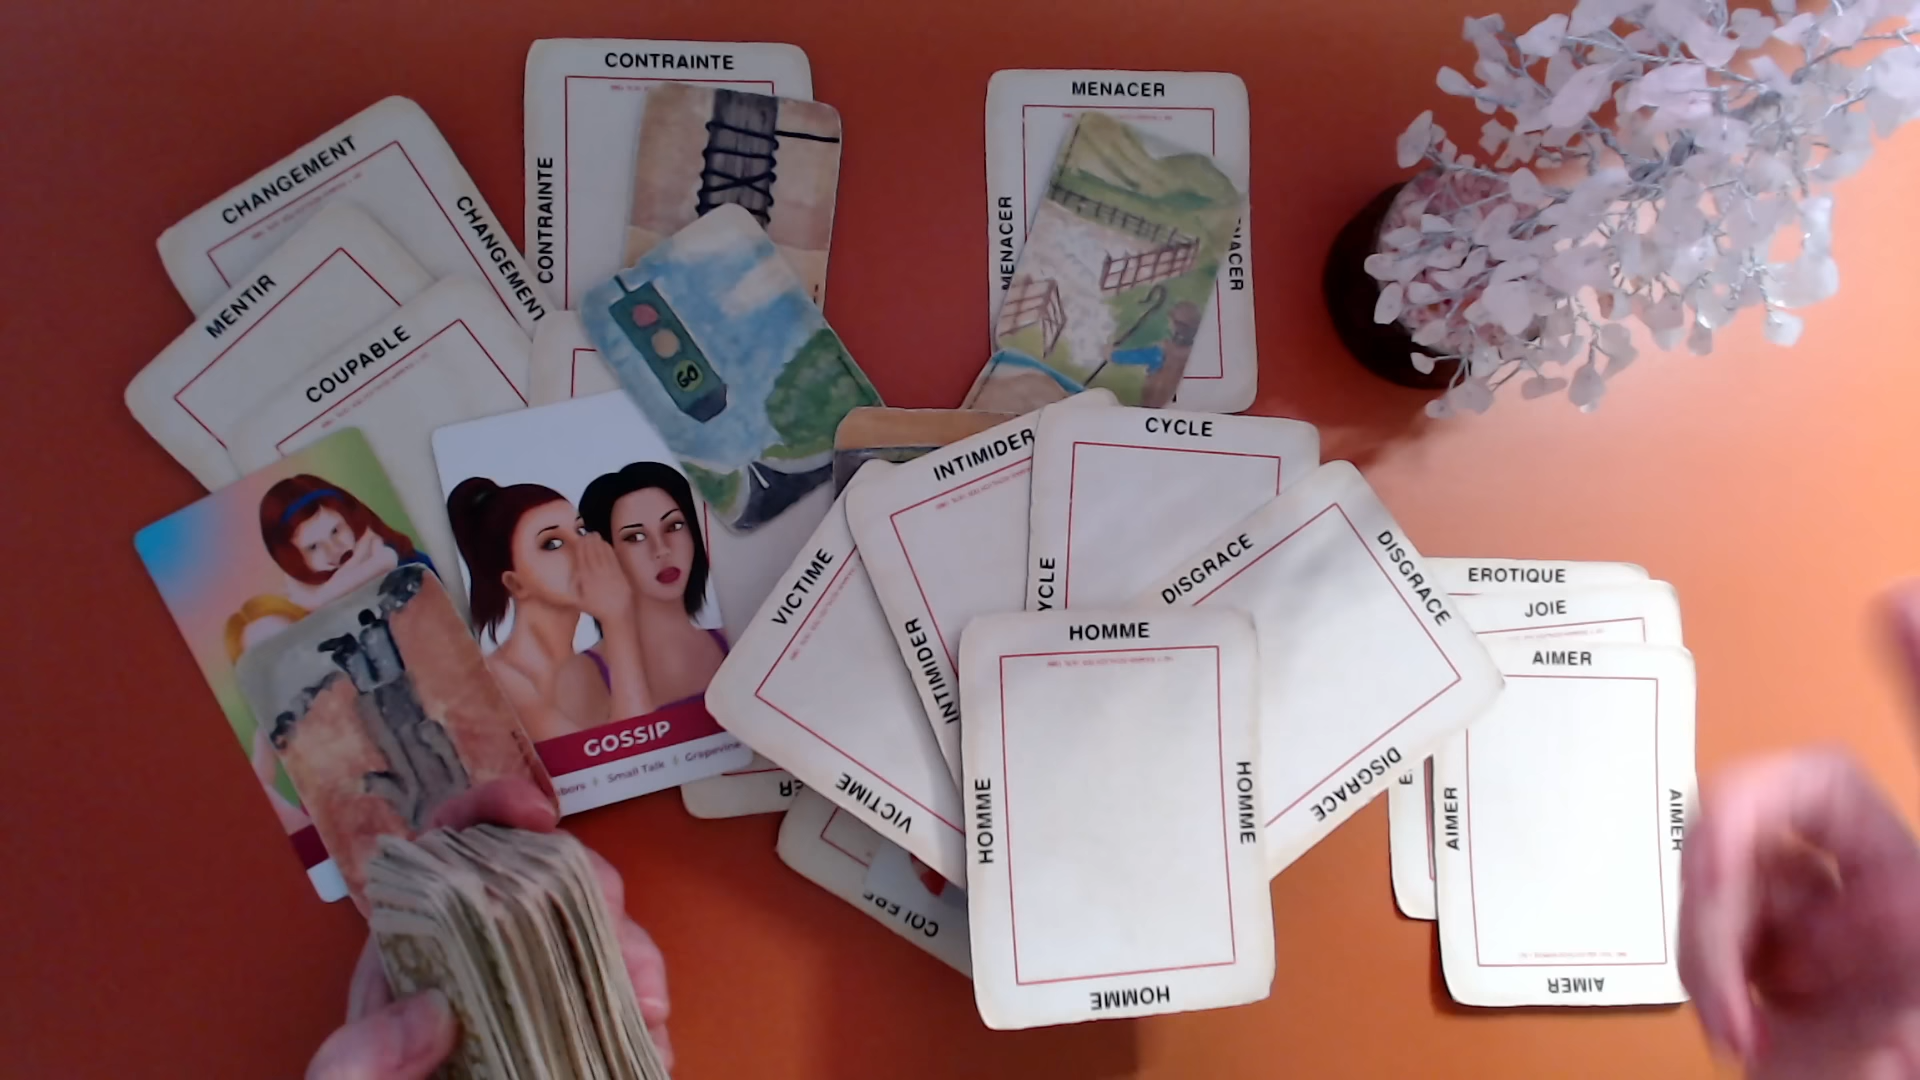 CONTRAINTE
CONTRAINTE
MENACER
MENACER
CHANGEMENT
CHANGEMENT
MENTIR
COUPABLE
GO
INTIMIDER
INTIMIDER
CYCLE
VICTIME
VICTIME
DISGRACE
DISGRACE
DISGRACE
EROTIQUE
JOIE
AIMER
AIMER
AIMER
AIMER
HOMME
HOMME
HOMME
HOMME
GOSSIP
Small Talk | Grapevine